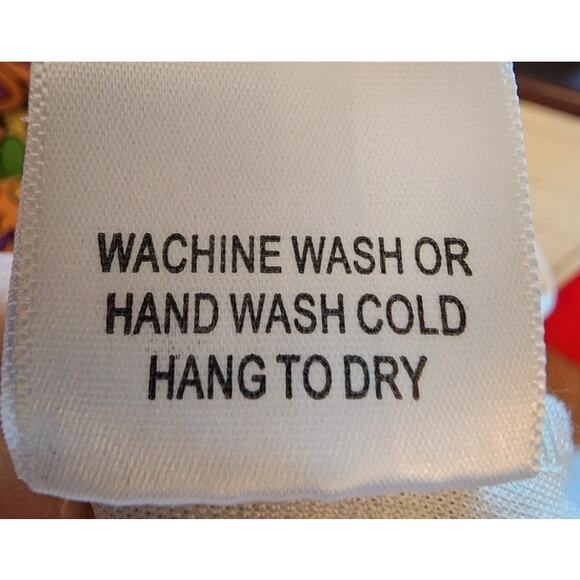 WACHINE WASH OR
HAND WASH COLD
HANG TO DRY